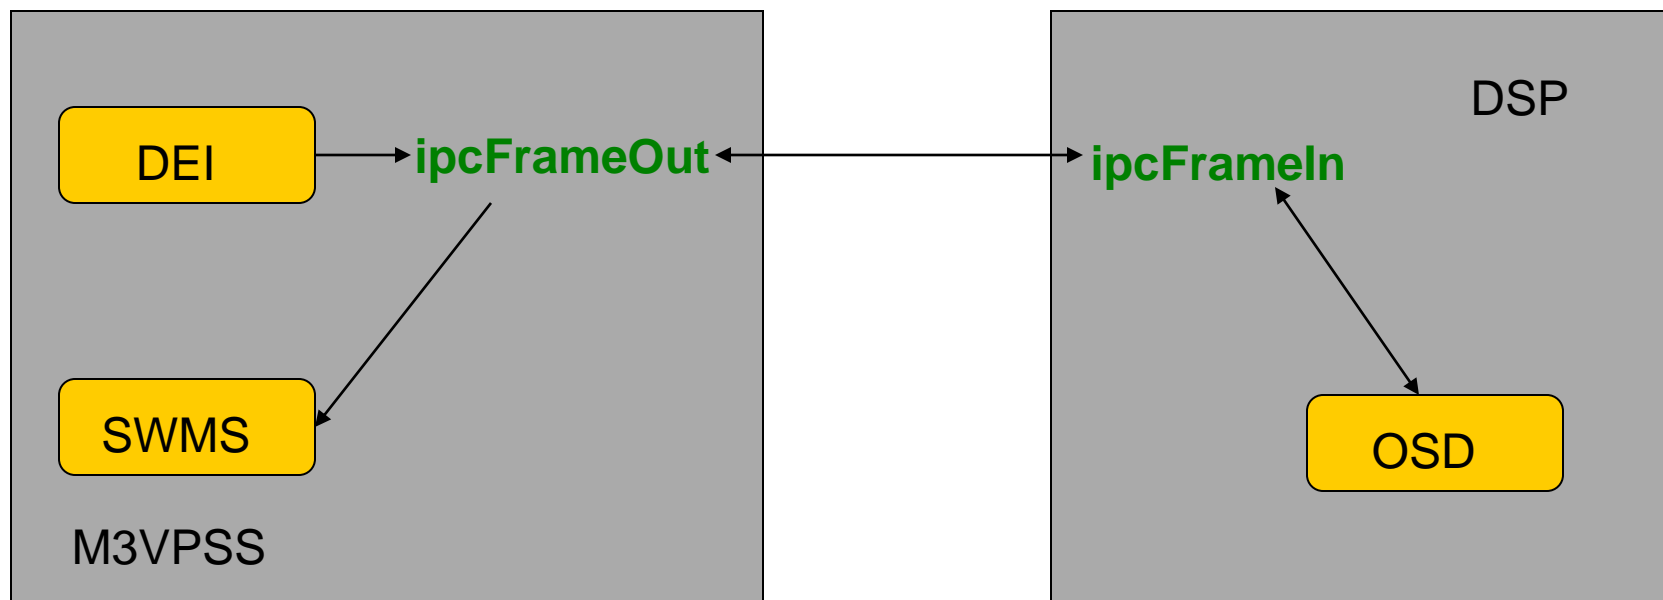 DSP
DEI
ipcFrameOut
ipcFrameIn
SWMS
OSD
M3VPSS